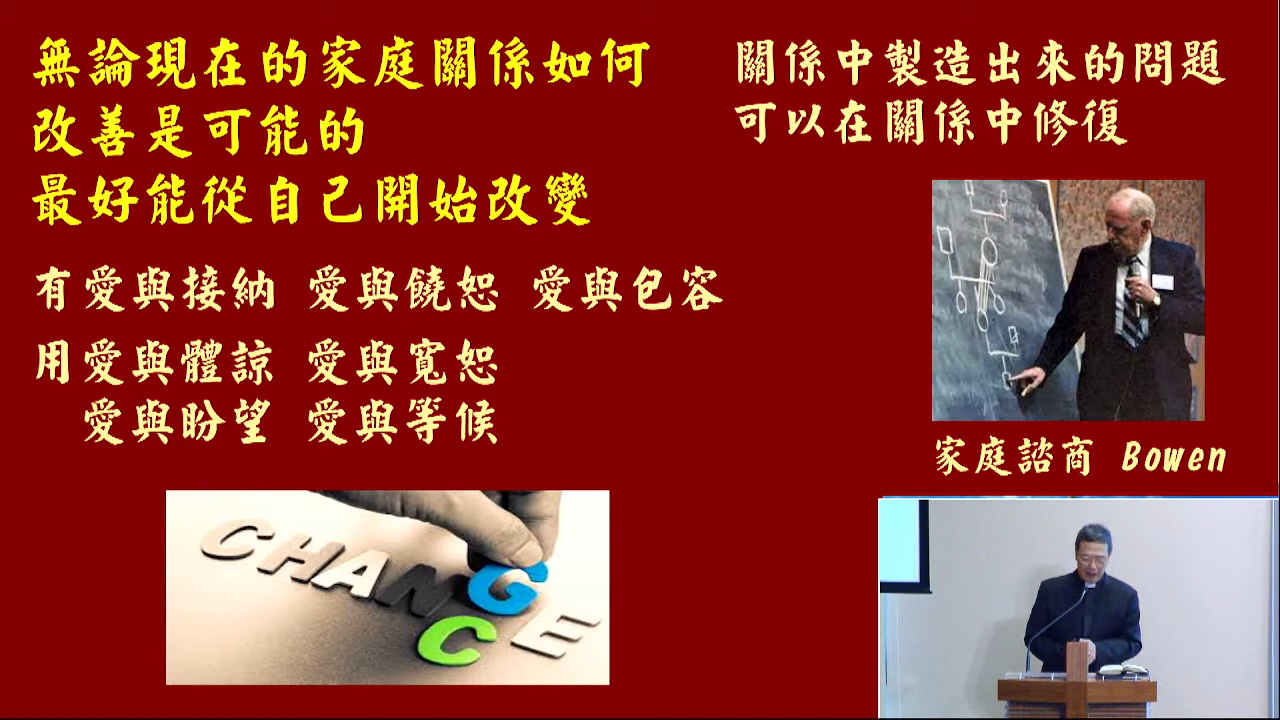 無論現在的家庭關係如何
改善是可能的
最好能從自己開始改變
有愛與接納 愛與饒恕 愛與包容
用愛與體諒 愛與寬恕
愛與盼望 愛與等候
CHANGE
C
關係中製造出來的問題
可以在關係中修復
家庭諮商 Bowen